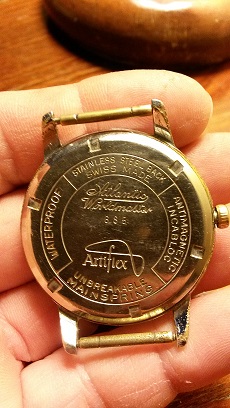 STAINLESS STEEL BACK
SWISS MADE
WATERPROOF
ANTIMAGNETIC
INCABLOC
Atlantic
Worldmaster
Artiflex
UNBREAKABLE
MAINSPRING